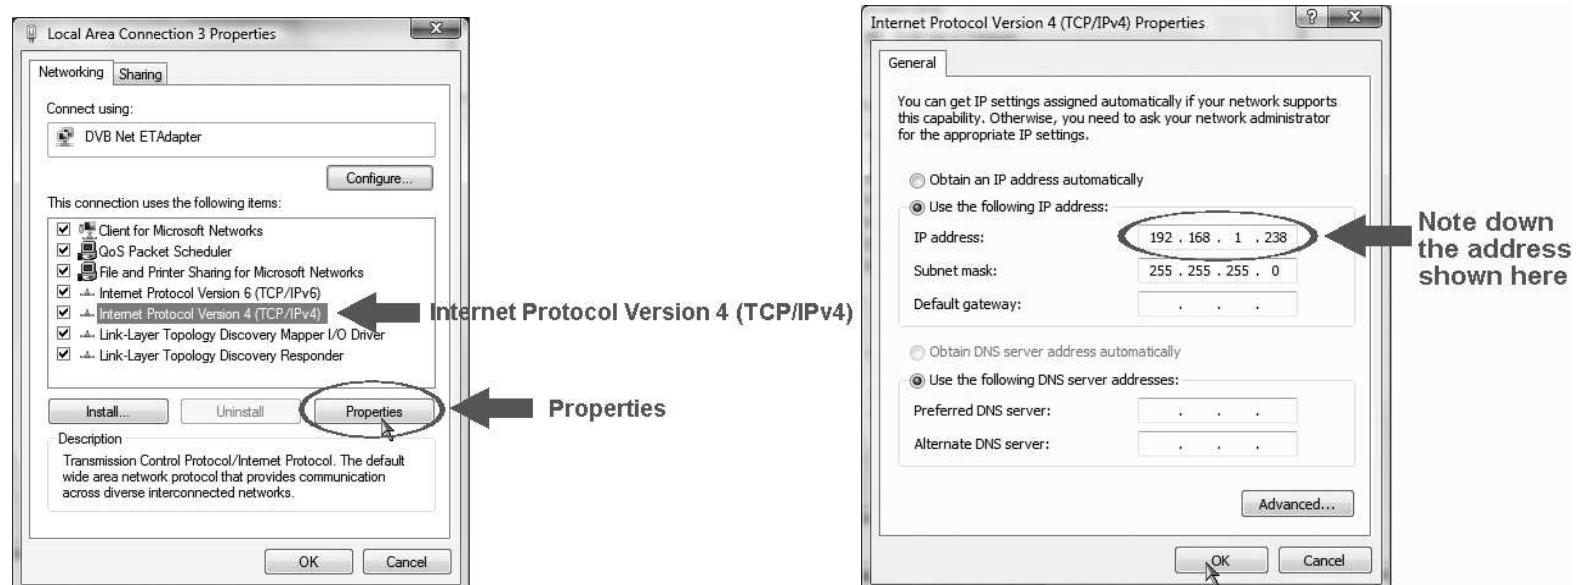 Local Area Connection 3 Properties
Networking
Sharing
Connect using:
DVB Net ETAdapter
Configure...
This connection uses the following items:
Client for Microsoft Networks
QoS Packet Scheduler
File and Printer Sharing for Microsoft Networks
Internet Protocol Version 6 (TCP/IPv6)
Internet Protocol Version 4 (TCP/IPv4)
Link-Layer Topology Discovery Mapper I/O Driver
Link-Layer Topology Discovery Responder
Internet Protocol Version 4 (TCP/IPv4)
Install...
Uninstall
Properties
Properties
Description
Transmission Control Protocol/Internet Protocol. The default
wide area network protocol that provides communication
across diverse interconnected networks.
OK
Cancel
Internet Protocol Version 4 (TCP/IPv4) Properties
General
You can get IP settings assigned automatically if your network supports
this capability. Otherwise, you need to ask your network administrator
for the appropriate IP settings.
Obtain an IP address automatically
Use the following IP address:
IP address: 192 . 168 . 1 . 238
Subnet mask: 255 . 255 . 255 . 0
Default gateway: . . .
Note down
the address
shown here
Obtain DNS server address automatically
Use the following DNS server addresses:
Preferred DNS server: . . .
Alternate DNS server: . . .
Advanced...
OK
Cancel